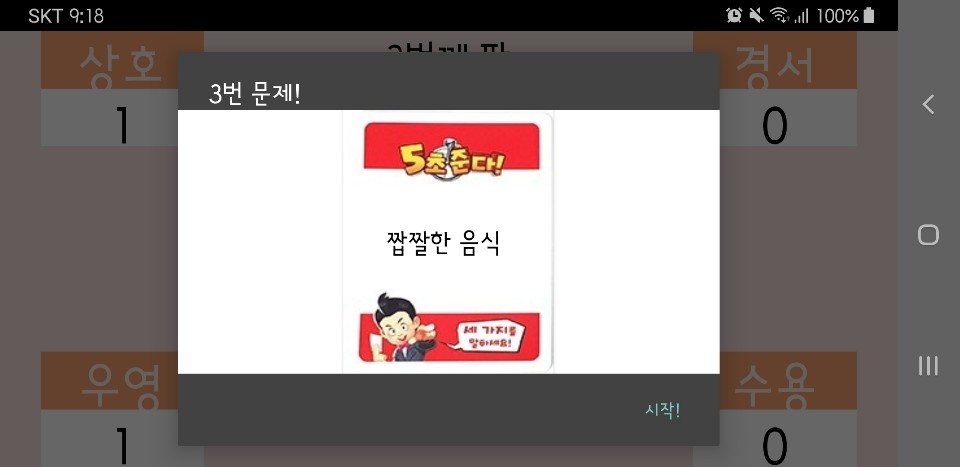 SKT 9:18
100%
상호
경서
1
0
3번 문제!
5초준다!
짭짤한 음식
세 가지를
말하세요!
우영
수용
1
0
시작!